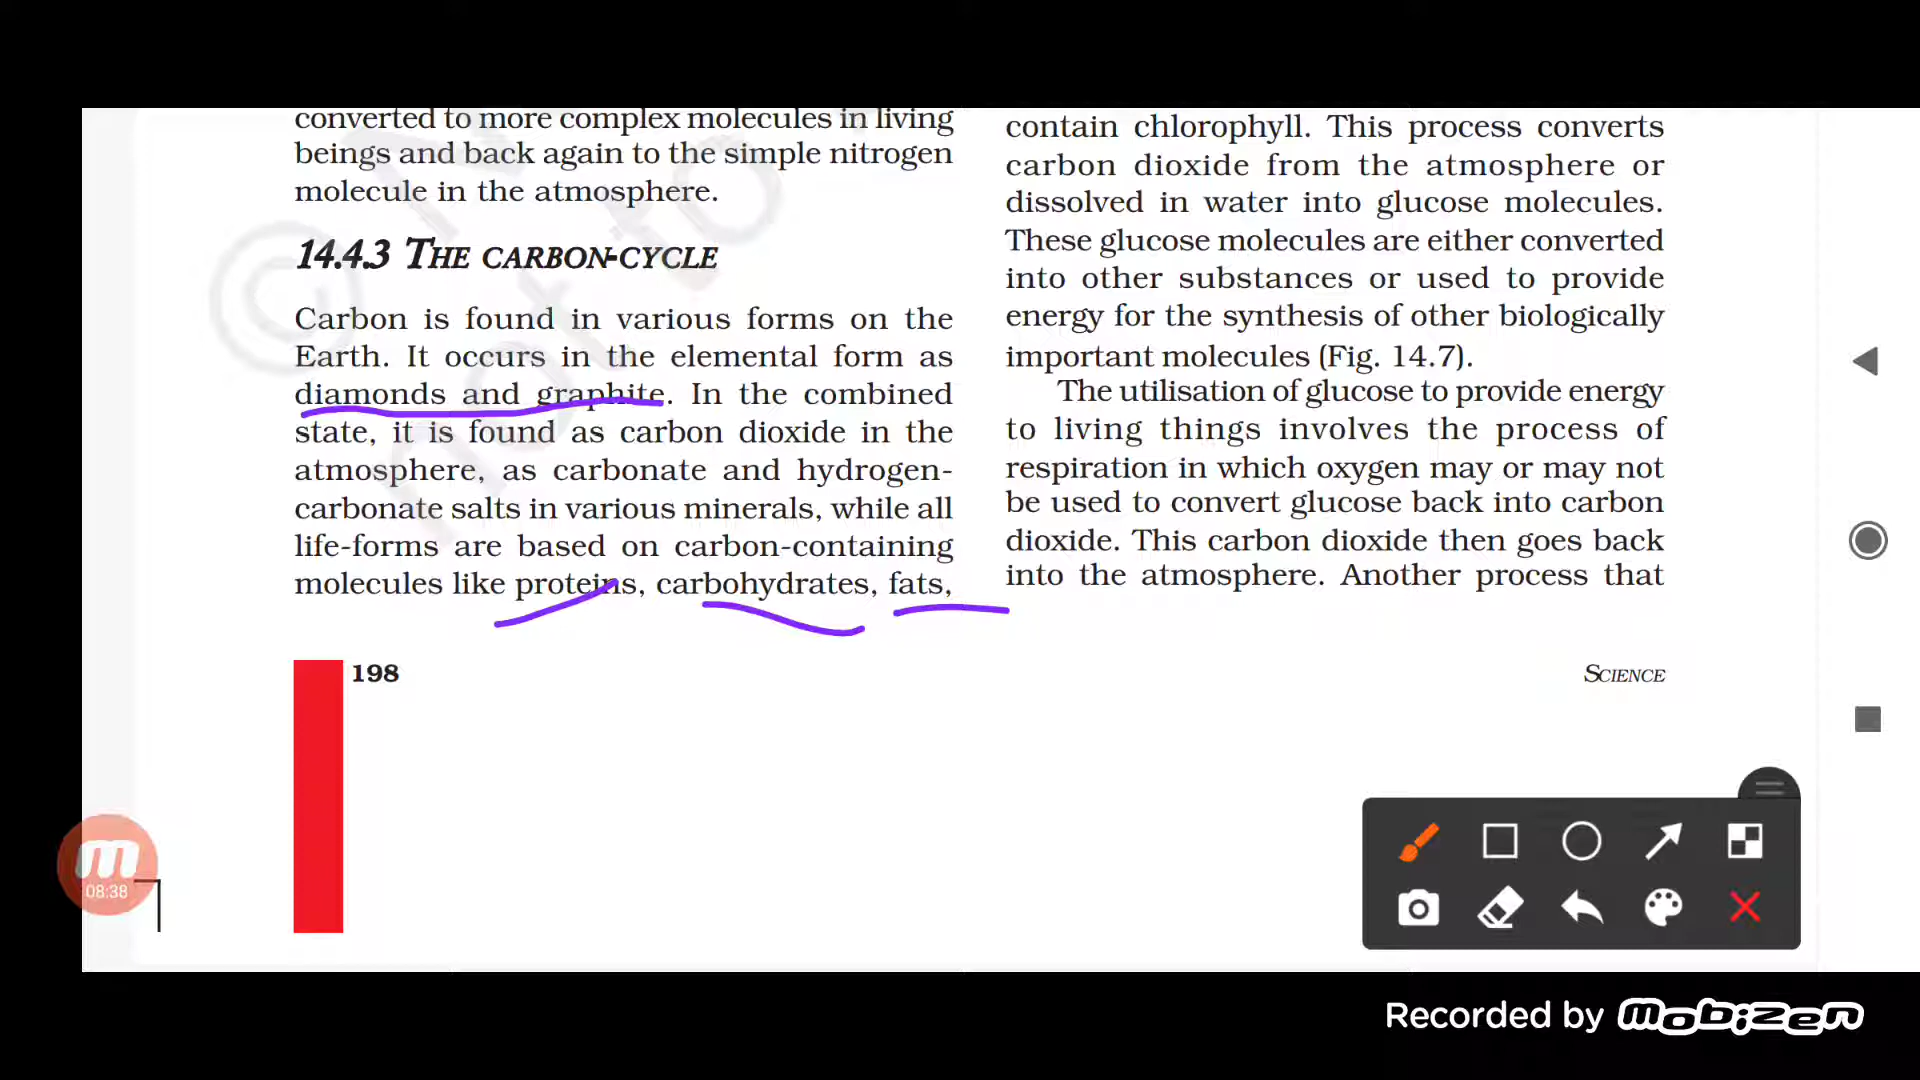 converted to more complex molecules in living
beings and back again to the simple nitrogen
molecule in the atmosphere.
14.4.3 THE CARBON-CYCLE
Carbon is found in various forms on the
Earth. It occurs in the elemental form as
diamonds and graphite. In the combined
state, it is found as carbon dioxide in the
atmosphere, as carbonate and hydrogen-
carbonate salts in various minerals, while all
life-forms are based on carbon-containing
molecules like proteins, carbohydrates, fats,
contain chlorophyll. This process converts
carbon dioxide from the atmosphere or
dissolved in water into glucose molecules.
These glucose molecules are either converted
into other substances or used to provide
energy for the synthesis of other biologically
important molecules (Fig. 14.7).
The utilisation of glucose to provide energy
to living things involves the process of
respiration in which oxygen may or may not
be used to convert glucose back into carbon
dioxide. This carbon dioxide then goes back
into the atmosphere. Another process that
198
SCIENCE
© N
not to
m
08:38
Recorded by mobizen